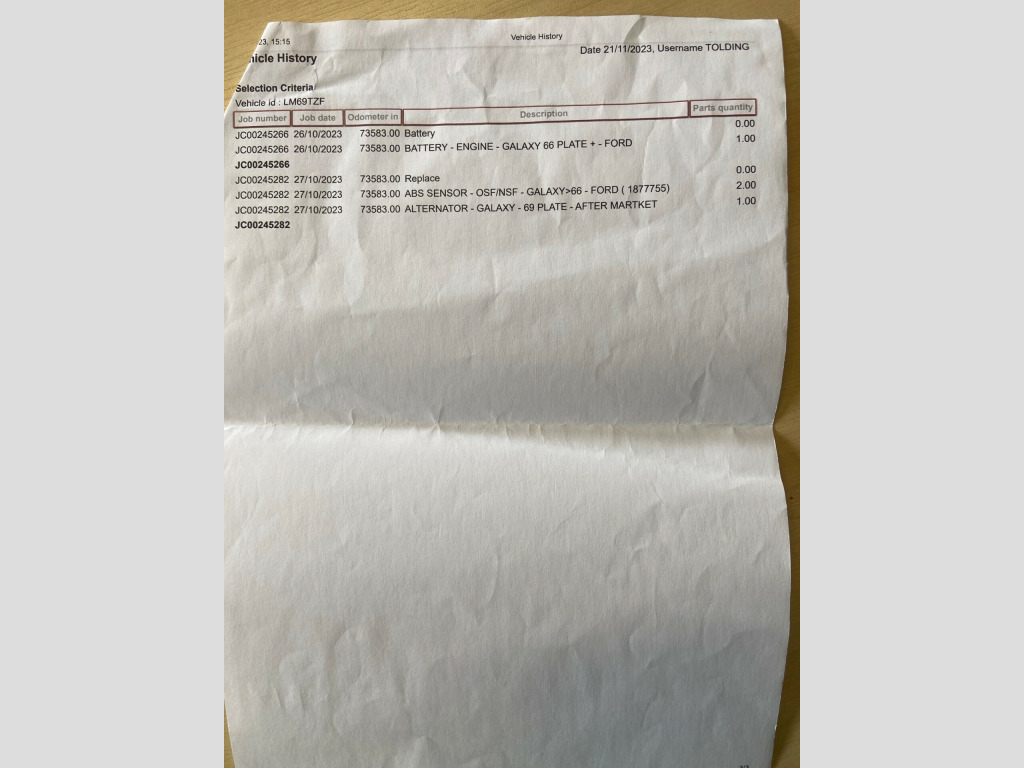 23, 15:15 Vehicle History
hicle History Date 21/11/2023, Username TOLDING
Selection Criteria
Vehicle id : LM69TZF
Job number Job date Odometer in Description Parts quantity
JC00245266 26/10/2023 73583.00 Battery 0.00
JC00245266 26/10/2023 73583.00 BATTERY - ENGINE - GALAXY 66 PLATE + - FORD 1.00
JC00245266
JC00245282 27/10/2023 73583.00 Replace 0.00
JC00245282 27/10/2023 73583.00 ABS SENSOR - OSF/NSF - GALAXY>66 - FORD ( 1877755) 2.00
JC00245282 27/10/2023 73583.00 ALTERNATOR - GALAXY - 69 PLATE - AFTER MARTKET 1.00
JC00245282